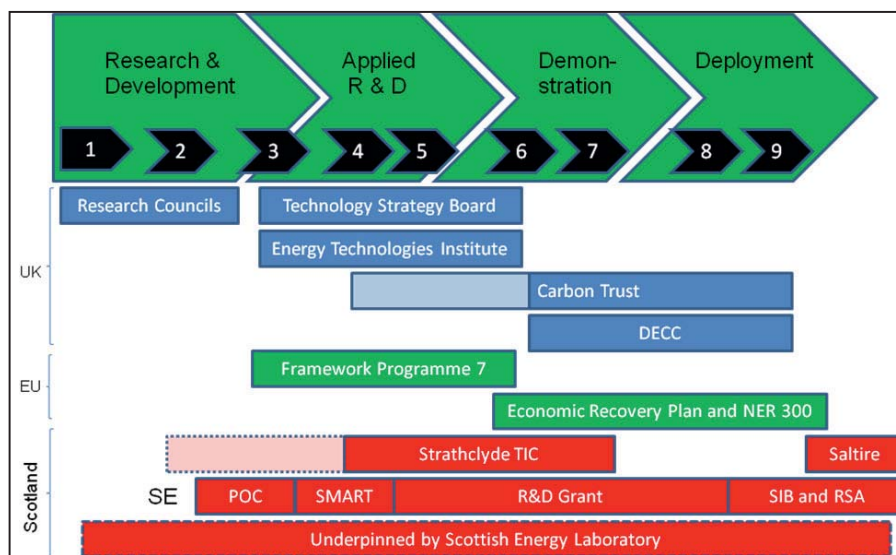 Research &
Development
Applied
R & D
Demon-
stration
Deployment
1
2
3
4
5
6
7
8
9
UK
Research Councils
Technology Strategy Board
Energy Technologies Institute
Carbon Trust
DECC
EU
Framework Programme 7
Economic Recovery Plan and NER 300
Scotland
Strathclyde TIC
Saltire
SE
POC
SMART
R&D Grant
SIB and RSA
Underpinned by Scottish Energy Laboratory